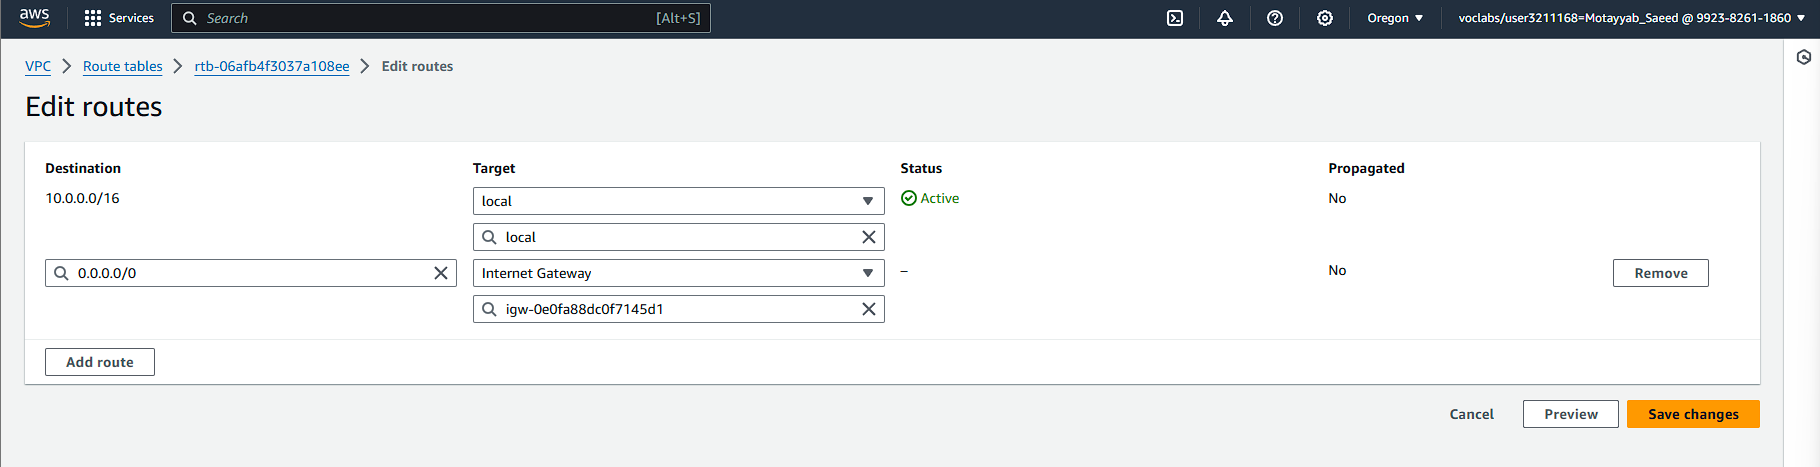 aws Services Search [Alt+S] Oregon voclabs/user3211168=Motayyab_Saeed @ 9923-8261-1860
VPC Route tables rtb-06afb4f3037a108ee Edit routes
Edit routes
Destination Target Status Propagated
10.0.0.0/16 local Active No
local
0.0.0.0/0 Internet Gateway – No Remove
igw-0e0fa88dc0f7145d1
Add route
Cancel Preview Save changes